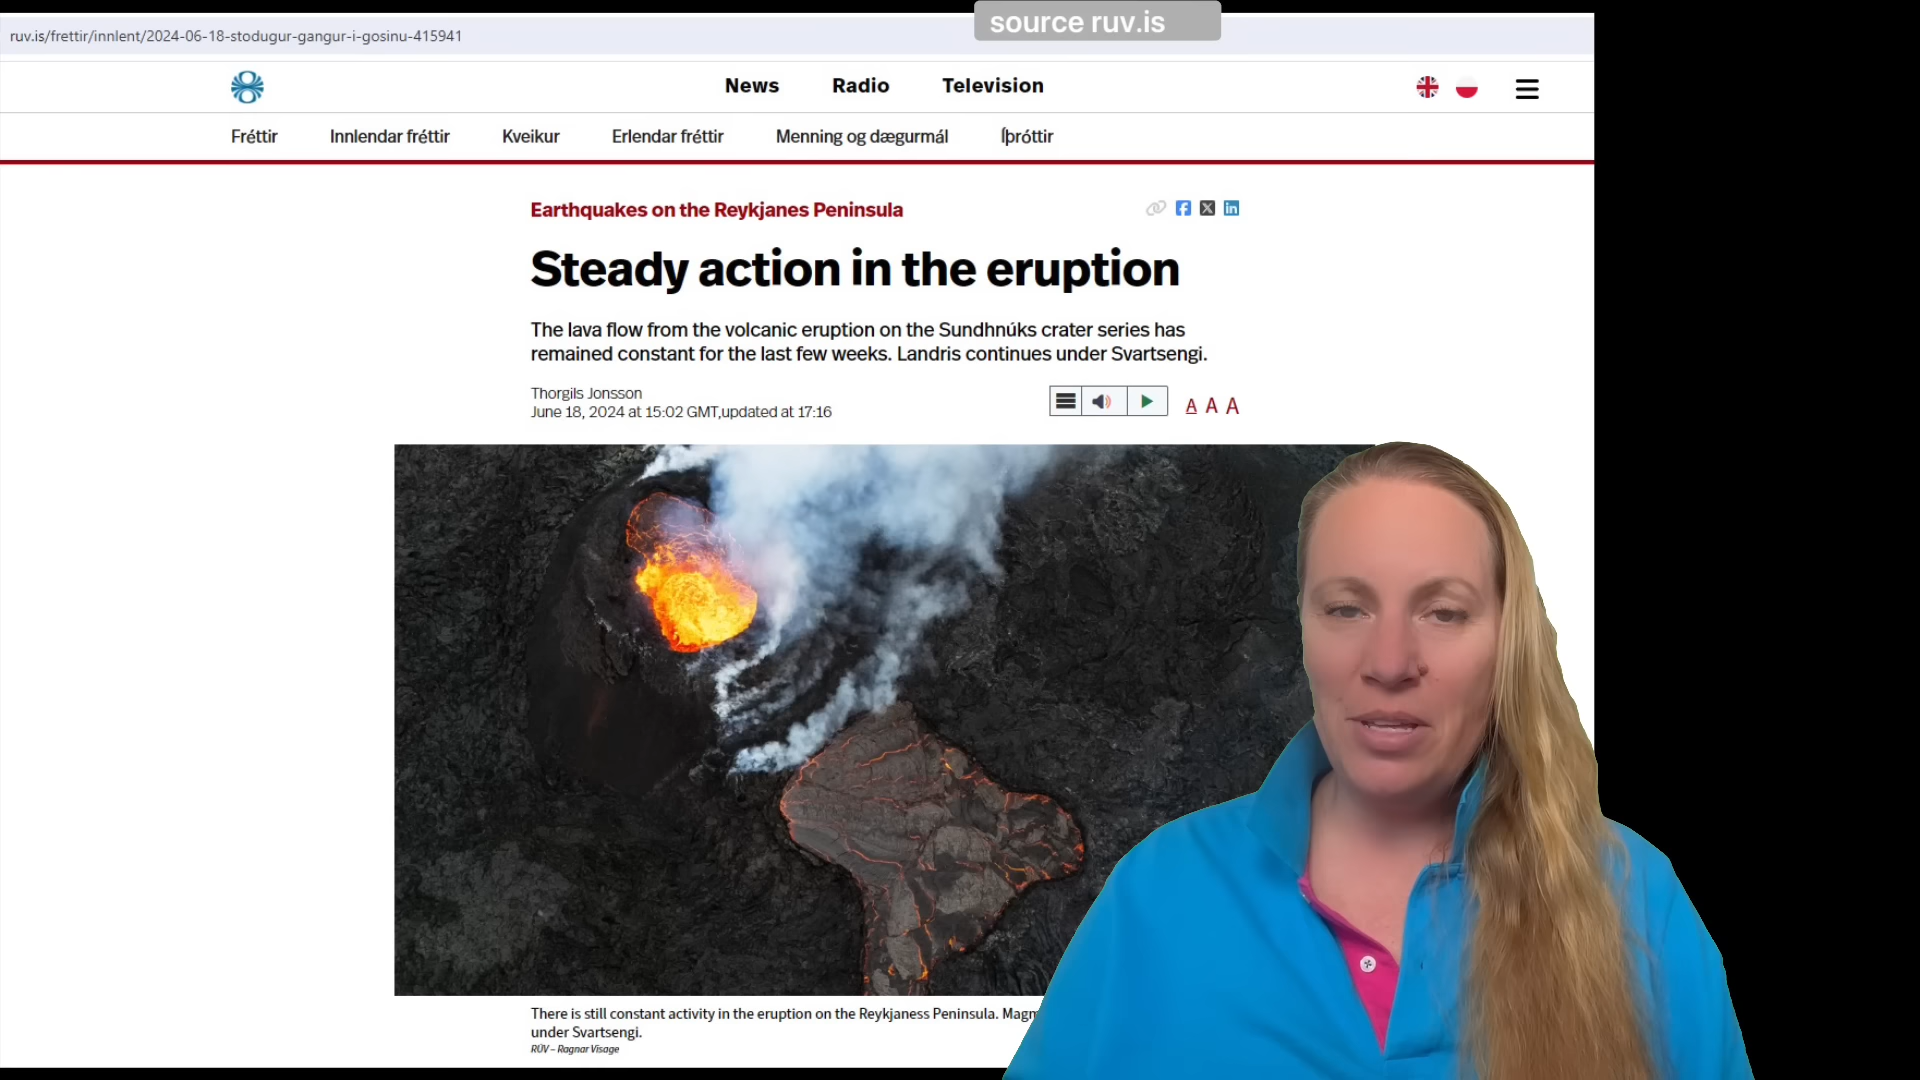 source ruv.is
ruv.is/frettir/innlent/2024-06-18-stodugur-gangur-i-gosinu-415941
News Radio Television
Fréttir Innlendar fréttir Kveikur Erlendar fréttir Menning og dægurmál Íþróttir
Earthquakes on the Reykjanes Peninsula
Steady action in the eruption
The lava flow from the volcanic eruption on the Sundhnúks crater series has
remained constant for the last few weeks. Landris continues under Svartsengi.
Thorgils Jonsson
June 18, 2024 at 15:02 GMT,updated at 17:16
A A A
There is still constant activity in the eruption on the Reykjaness Peninsula.
under Svartsengi.
RÚV – Ragnar Visage